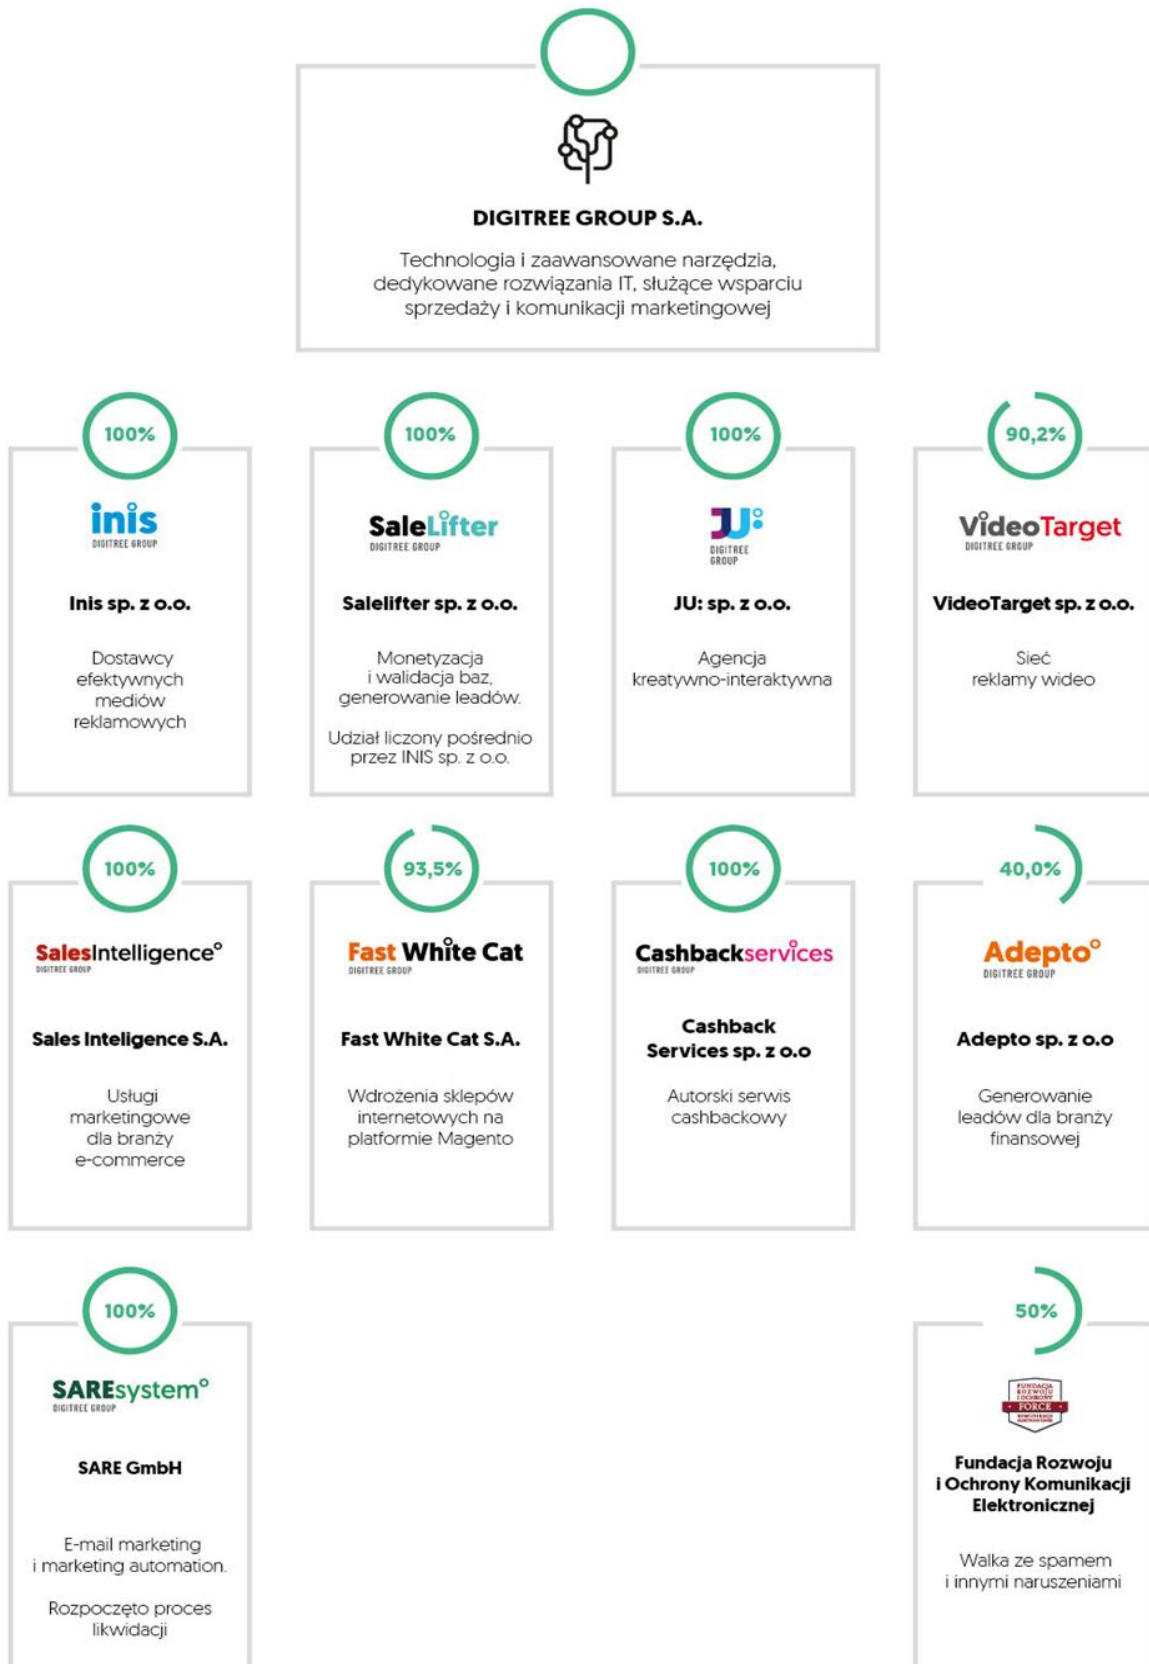 DIGITREE GROUP S.A.
Technologia i zaawansowane narzędzia,
dedykowane rozwiązania IT, służące wsparciu
sprzedaży i komunikacji marketingowej
100%
inis
DIGITREE GROUP
Inis sp. z o.o.
Dostawcy
efektywnych
mediów
reklamowych
100%
SaleLifter
DIGITREE GROUP
Salelifter sp. z o.o.
Monetyzacja
i walidacja baz,
generowanie leadów.
Udział liczony pośrednio
przez INIS sp. z o.o.
100%
JU:
DIGITREE
GROUP
JU: sp. z o.o.
Agencja
kreatywno-interaktywna
90,2%
VideoTarget
DIGITREE GROUP
VideoTarget sp. z o.o.
Sieć
reklamy wideo
100%
SalesIntelligence
DIGITREE GROUP
Sales Inteligence S.A.
Usługi
marketingowe
dla branży
e-commerce
93,5%
Fast White Cat
DIGITREE GROUP
Fast White Cat S.A.
Wdrożenia sklepów
internetowych na
platformie Magento
100%
Cashbackservices
DIGITREE GROUP
Cashback
Services sp. z o.o
Autorski serwis
cashbackowy
40,0%
Adepto
DIGITREE GROUP
Adepto sp. z o.o
Generowanie
leadów dla branży
finansowej
100%
SAREsystem
DIGITREE GROUP
SARE GmbH
E-mail marketing
i marketing automation.
Rozpoczęto proces
likwidacji
50%
FUNDACJA
ROZWOJU
I OCHRONY
FORCE
KOMUNIKACJI
ELEKTRONICZNEJ
Fundacja Rozwoju
i Ochrony Komunikacji
Elektronicznej
Walka ze spamem
i innymi naruszeniami